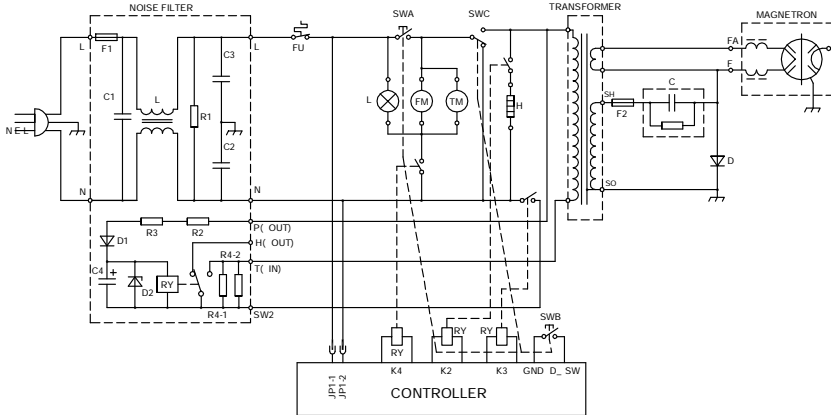 NOISE FILTER
SWA
SWC
TRANSFORMER
MAGNETRON
L
F1
L
FU
C3
C1
L
R1
C2
N E L
N
N
L
FM
TM
H
FA
F
SH
F2
C
D
SO
P( OUT)
H( OUT)
T( IN)
SW2
R3
R2
D1
C4
+
D2
RY
R4-2
R4-1
SWB
RY
RY
RY
K4
K2
K3
GND
D_ SW
JP1-1
JP1-2
CONTROLLER